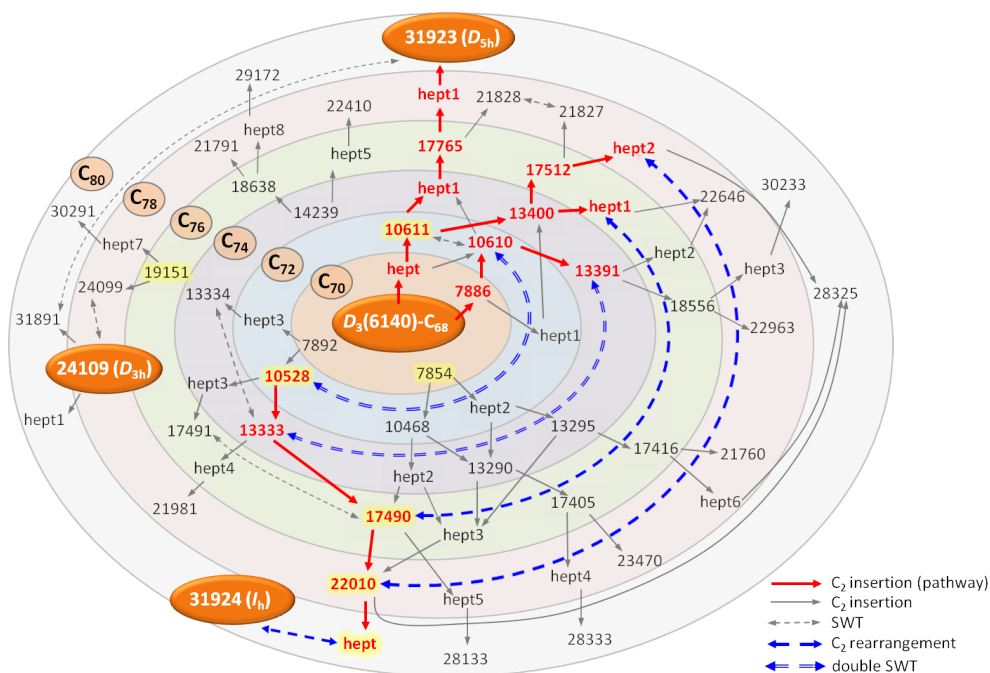 31923 (D5h)
29172
hept1
21828
21827
22410
hept8
21791
17765
hept5
17512
hept2
C80
C78
C76
C74
C72
C70
18638
14239
hept1
13400
hept1
22646
30233
30291
hept7
10611
10610
hept2
hept3
19151
24099
13334
hept
13391
18556
28325
7886
31891
hept3
D3(6140)-C68
hept1
22963
7892
24109 (D3h)
hept3
10528
7854
hept2
hept1
17491
13333
10468
13295
hept4
hept2
13290
17416
21760
21981
17490
hept3
17405
hept6
23470
22010
hept5
hept4
31924 (Ih)
hept
28133
28333
C2 insertion (pathway)
C2 insertion
SWT
C2 rearrangement
double SWT